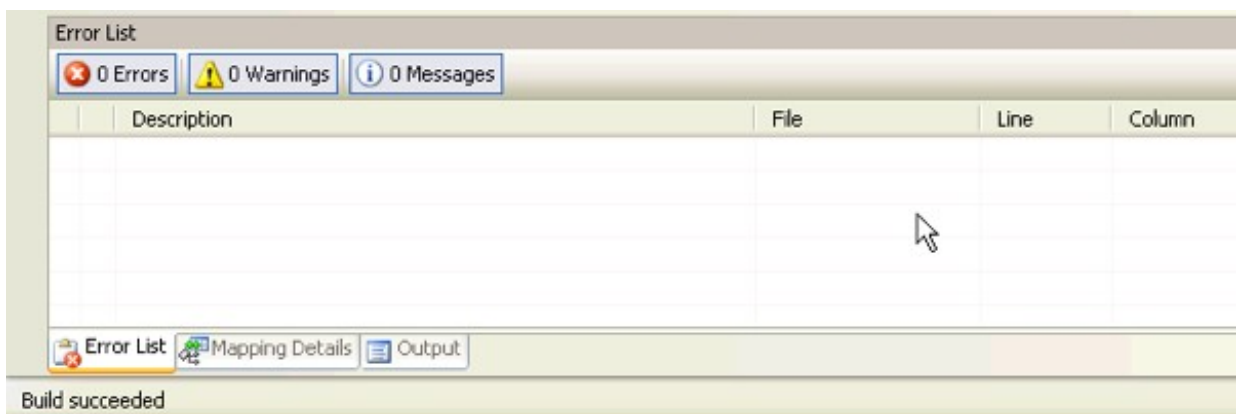 Error List
0 Errors 0 Warnings 0 Messages
Description File Line Column
Error List Mapping Details Output
Build succeeded